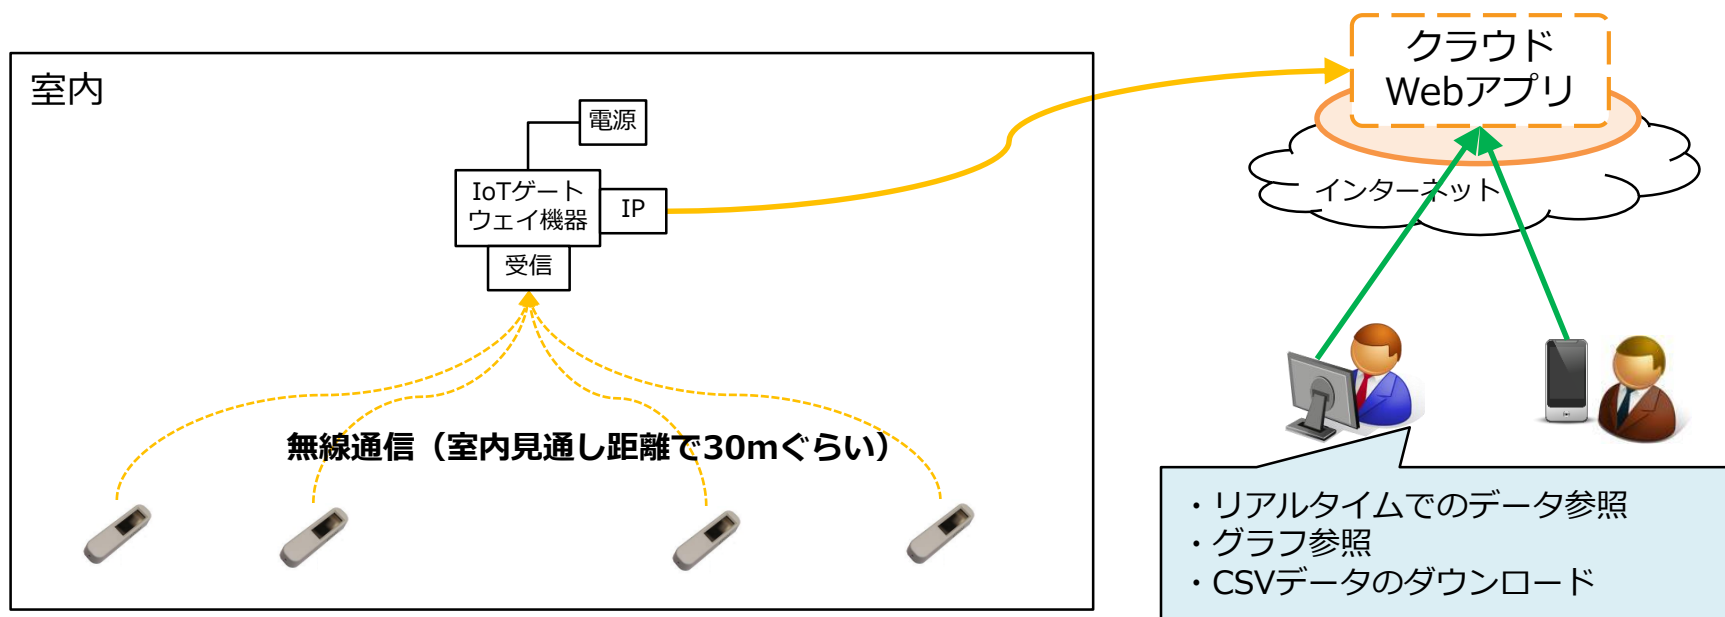 室内
電源
IoTゲート
ウェイ機器
IP
受信
無線通信（室内見通し距離で30mぐらい）
クラウド
Webアプリ
インターネット
・リアルタイムでのデータ参照
・グラフ参照
・CSVデータのダウンロード